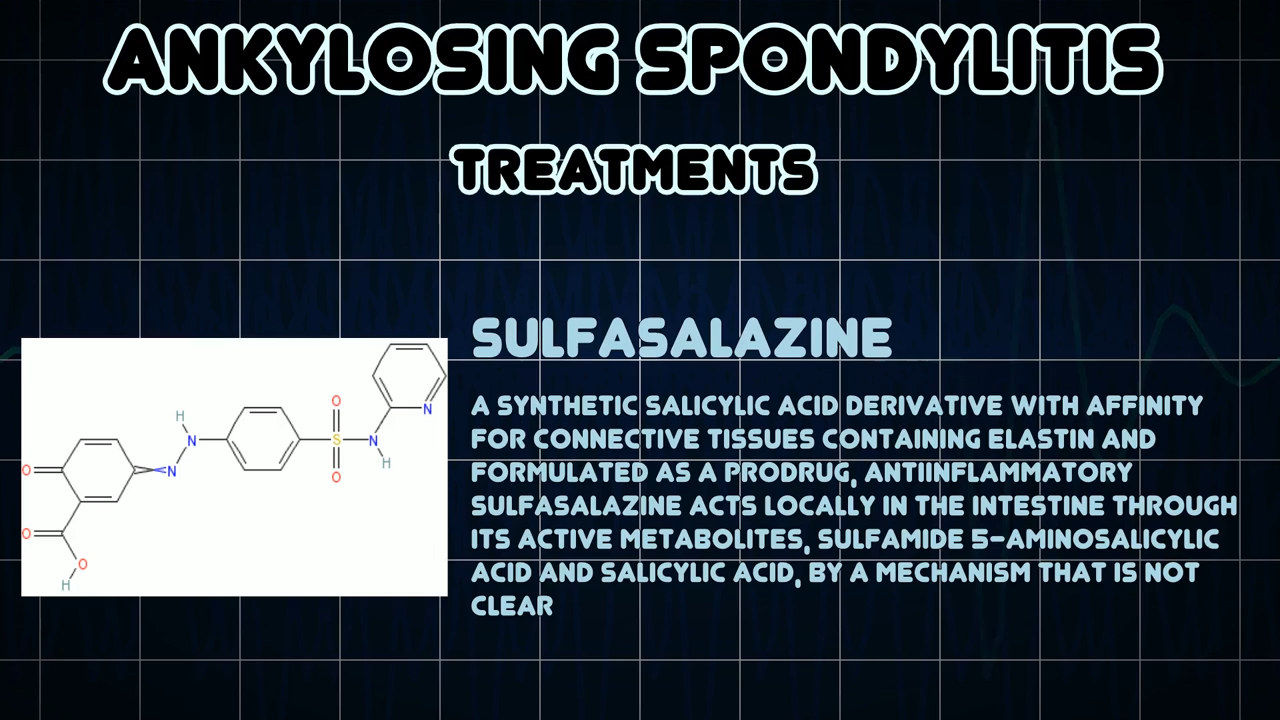 ANKYLOSING SPONDYLITIS
TREATMENTS
SULFASALAZINE
A SYNTHETIC SALICYLIC ACID DERIVATIVE WITH AFFINITY
FOR CONNECTIVE TISSUES CONTAINING ELASTIN AND
FORMULATED AS A PRODRUG, ANTIINFLAMMATORY
SULFASALAZINE ACTS LOCALLY IN THE INTESTINE THROUGH
ITS ACTIVE METABOLITES, SULFAMIDE 5-AMINOSALICYLIC
ACID AND SALICYLIC ACID, BY A MECHANISM THAT IS NOT
CLEAR
O
N
H
N
O
S
O
N
H
N
O
O
H